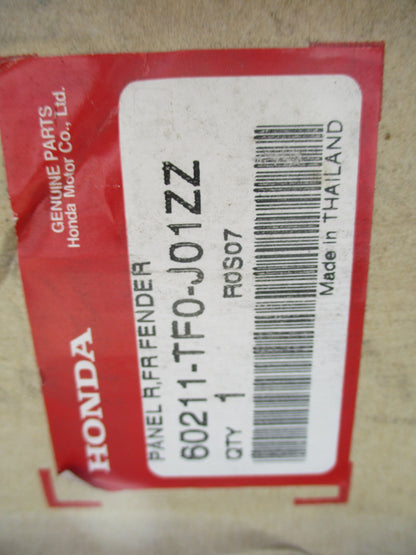 HONDA
GENUINE PARTS
Honda Motor Co., Ltd.
PANEL R,FR FENDER
60211-TF0-J01ZZ
QTY 1 R0S07
Made in THAILAND